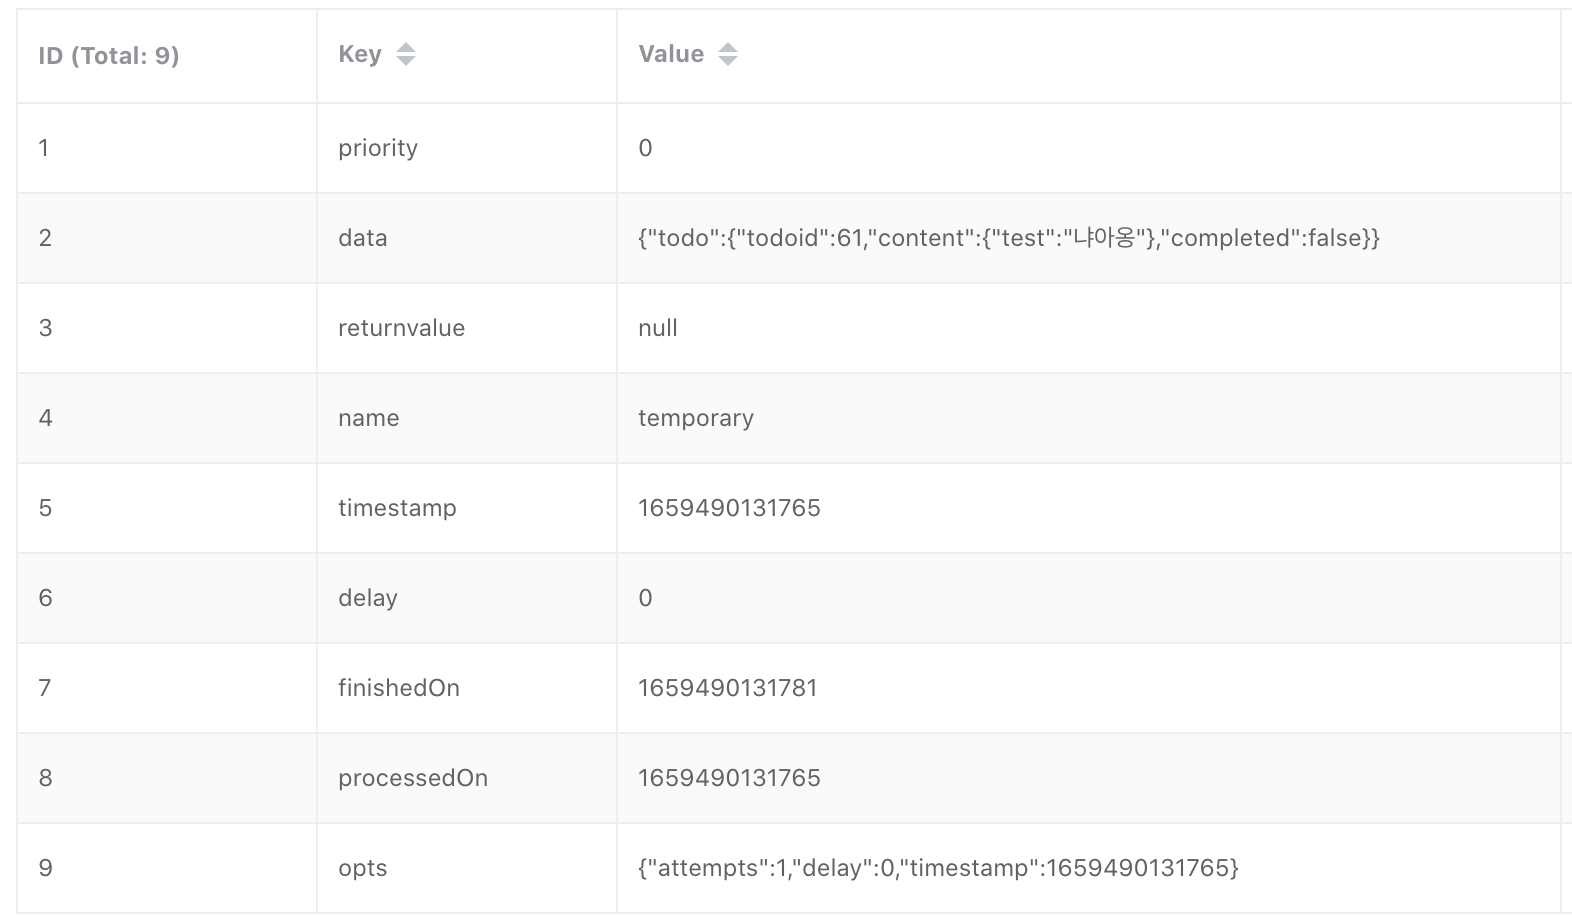 ID (Total: 9) Key Value
1 priority 0
2 data {"todo":{"todoid":61,"content":{"test":"냐아옹"},"completed":false}}
3 returnvalue null
4 name temporary
5 timestamp 1659490131765
6 delay 0
7 finishedOn 1659490131781
8 processedOn 1659490131765
9 opts {"attempts":1,"delay":0,"timestamp":1659490131765}